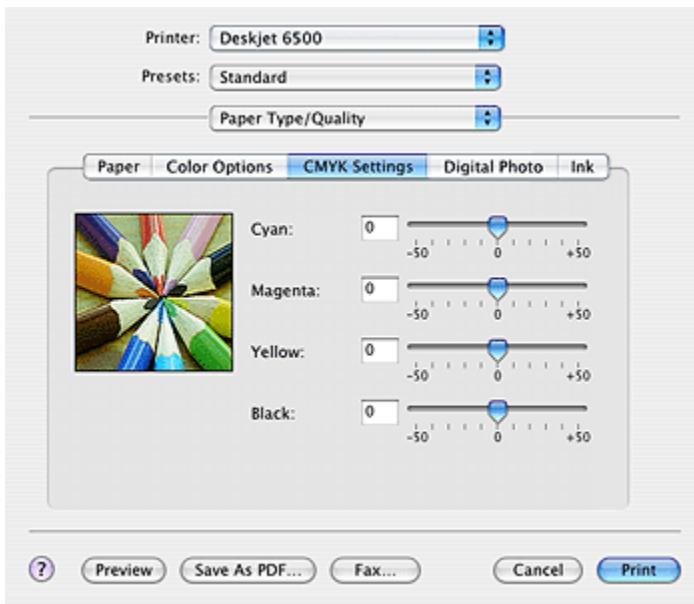 Printer: Deskjet 6500
Presets: Standard
Paper Type/Quality
Paper Color Options CMYK Settings Digital Photo Ink
Cyan: 0
-50 0 +50
Magenta: 0
-50 0 +50
Yellow: 0
-50 0 +50
Black: 0
-50 0 +50
? Preview Save As PDF... Fax... Cancel Print